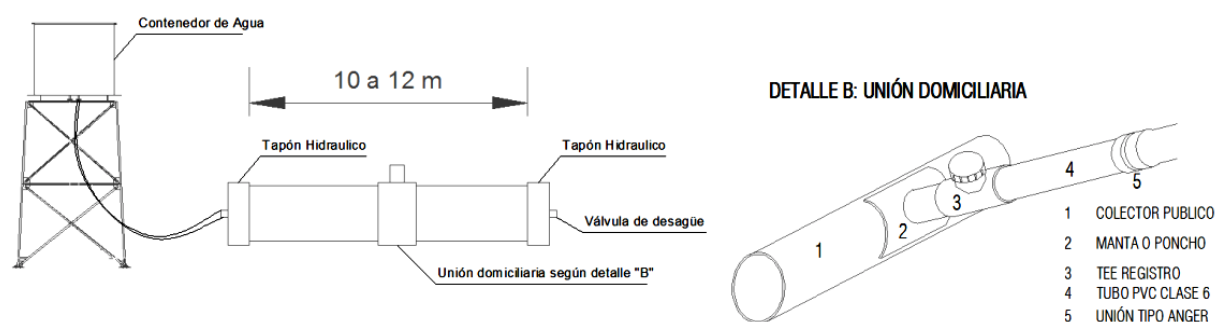 Contenedor de Agua
10 a 12 m
Tapón Hidraulico
Tapón Hidraulico
Válvula de desagüe
Unión domiciliaria según detalle "B"
DETALLE B: UNIÓN DOMICILIARIA
1
2
3
4
5
1 COLECTOR PUBLICO
2 MANTA O PONCHO
3 TEE REGISTRO
4 TUBO PVC CLASE 6
5 UNIÓN TIPO ANGER